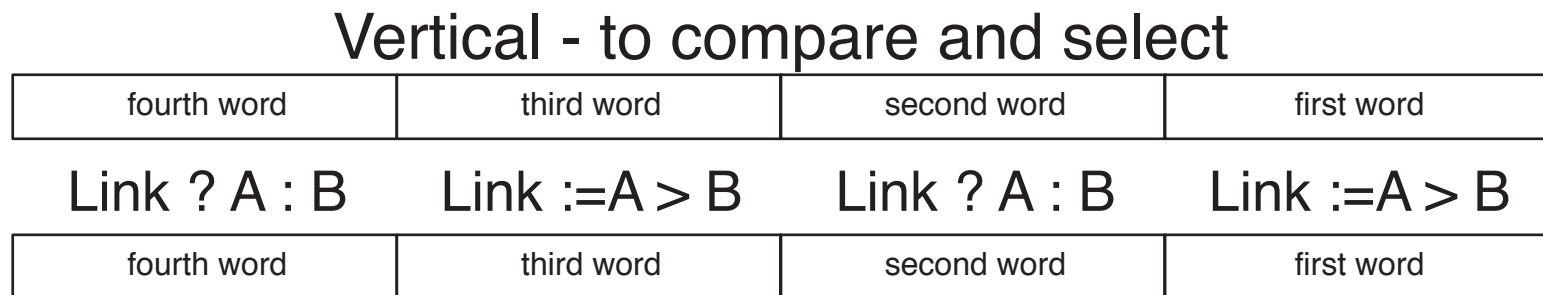 Vertical - to compare and select
fourth word third word second word first word
Link ? A : B Link :=A > B Link ? A : B Link :=A > B
fourth word third word second word first word